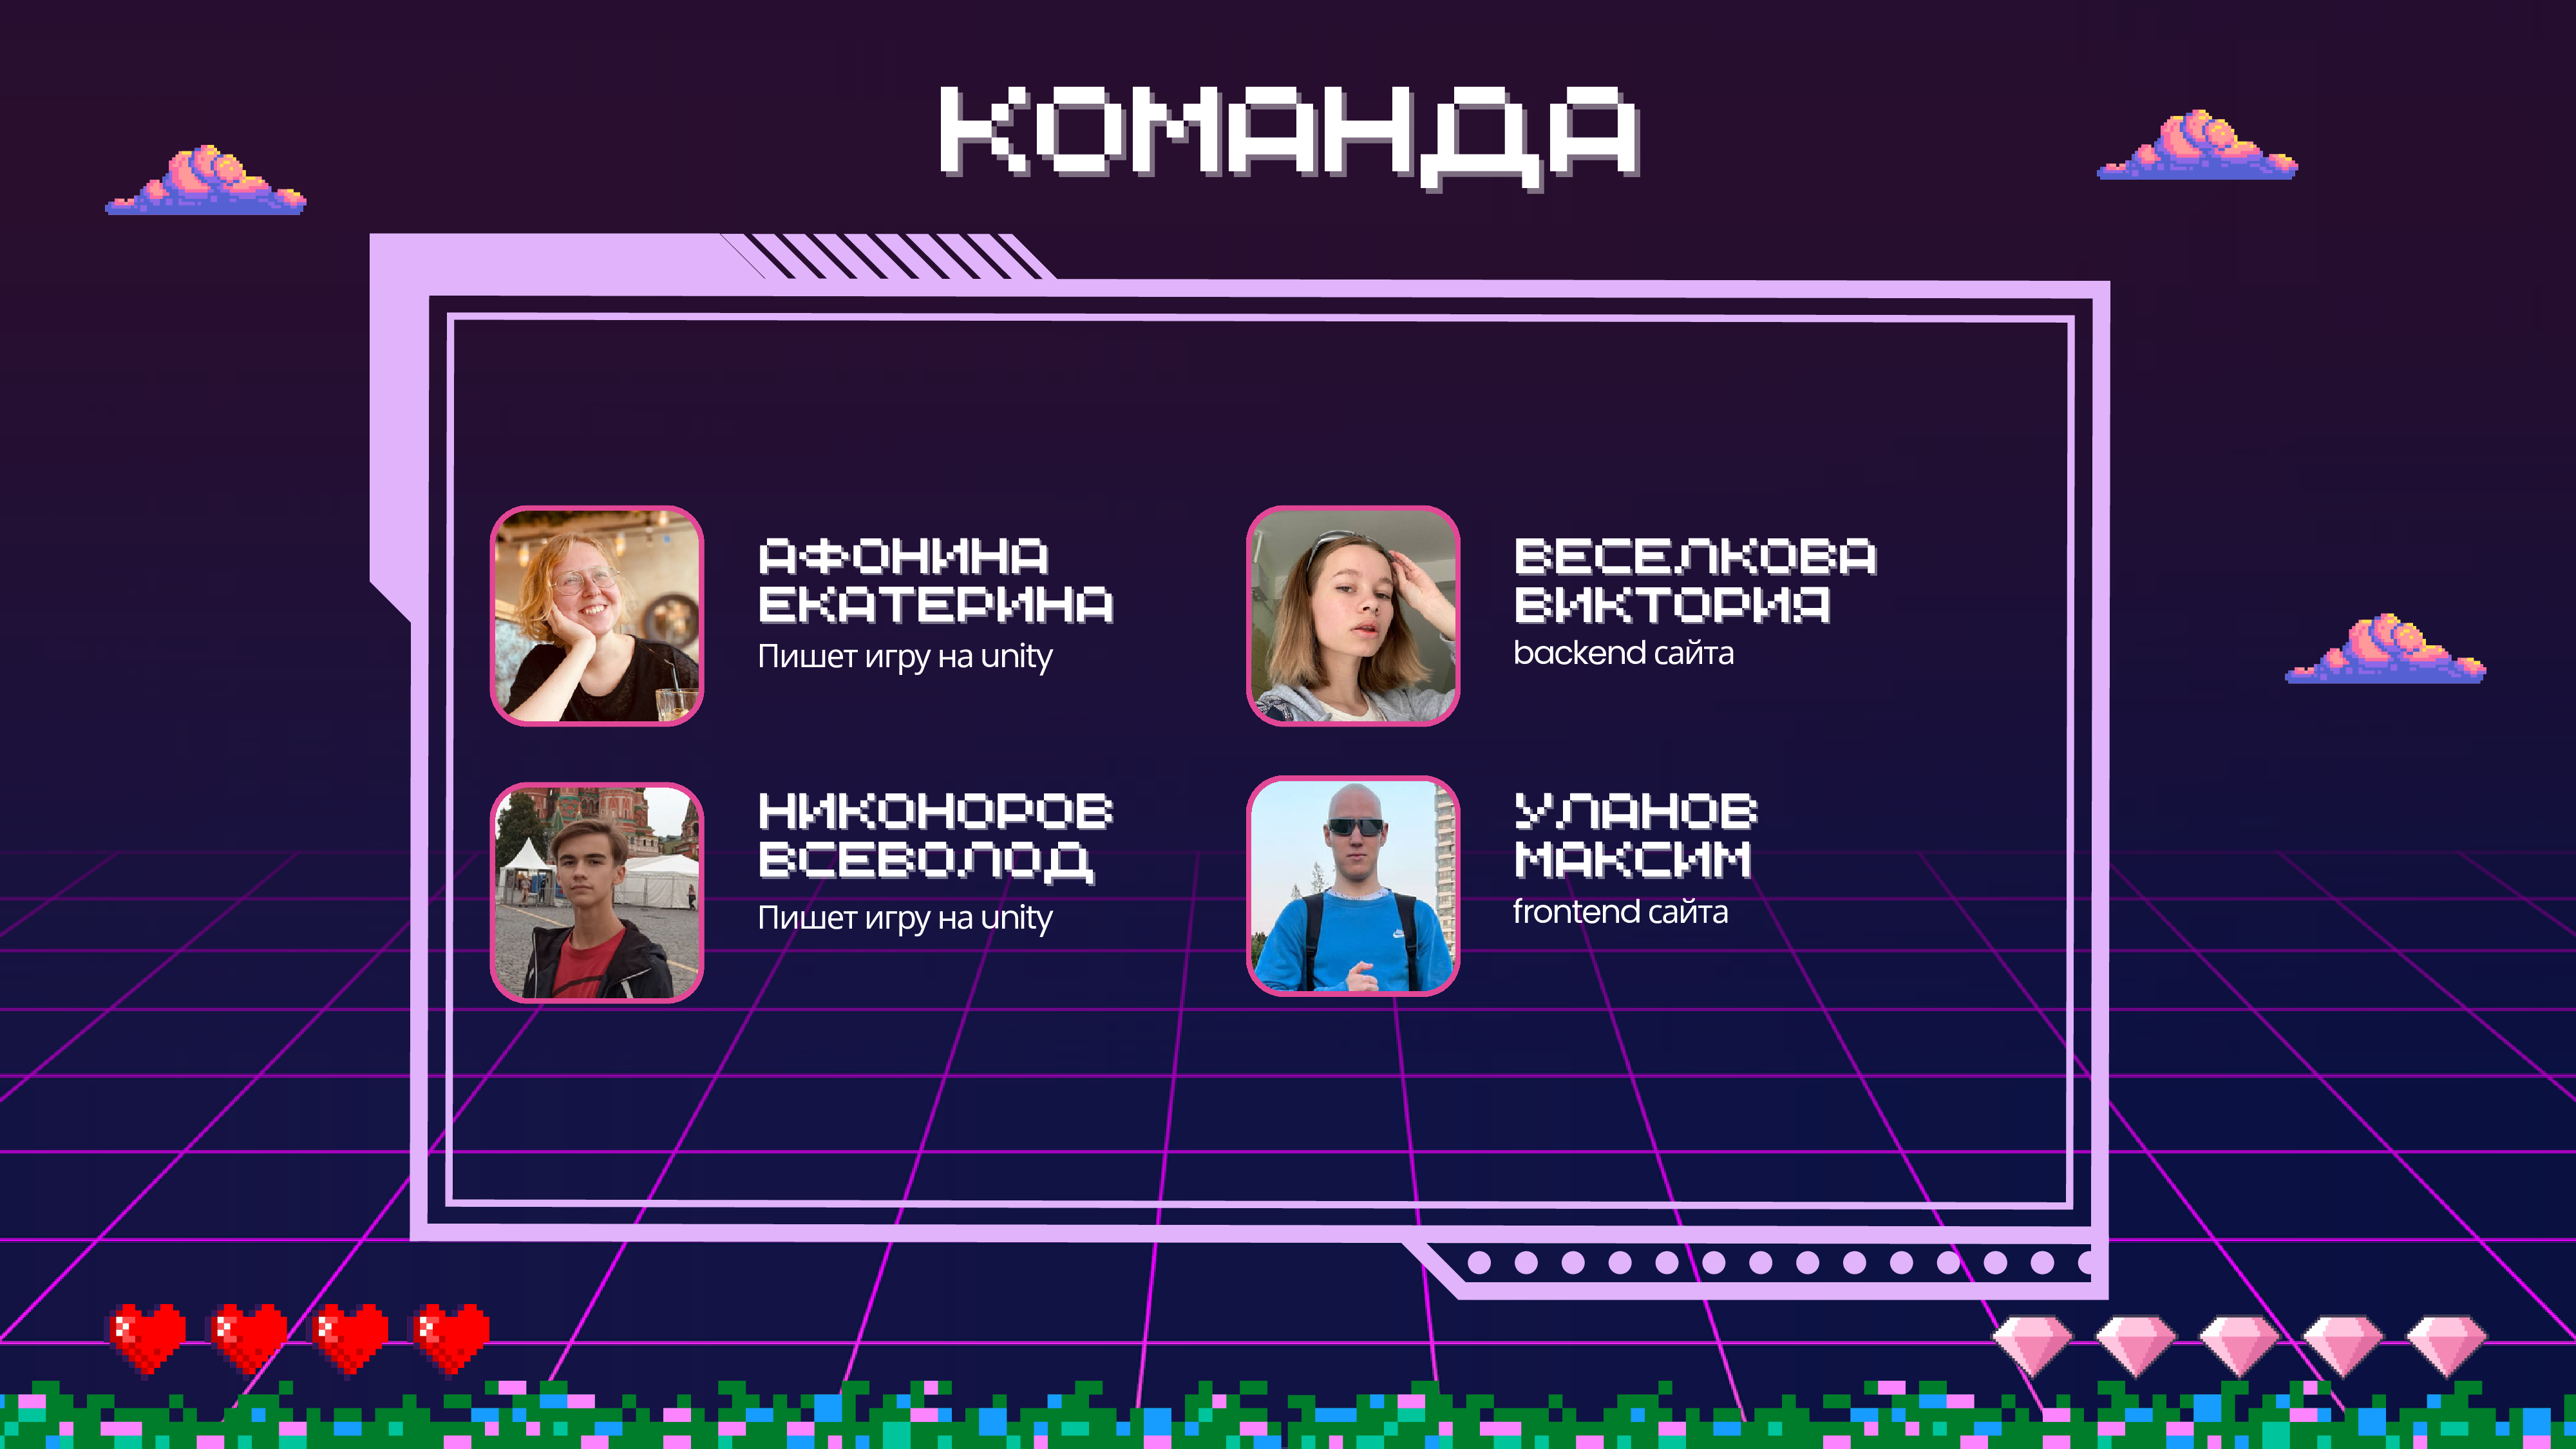 КОМАНДА
АФОНИНА
ЕКАТЕРИНА
Пишет игру на unity
ВЕСЕЛКОВА
ВИКТОРИЯ
backend сайта
НИКОНОРОВ
ВСЕВОЛОД
Пишет игру на unity
УЛАНОВ
МАКСИМ
frontend сайта